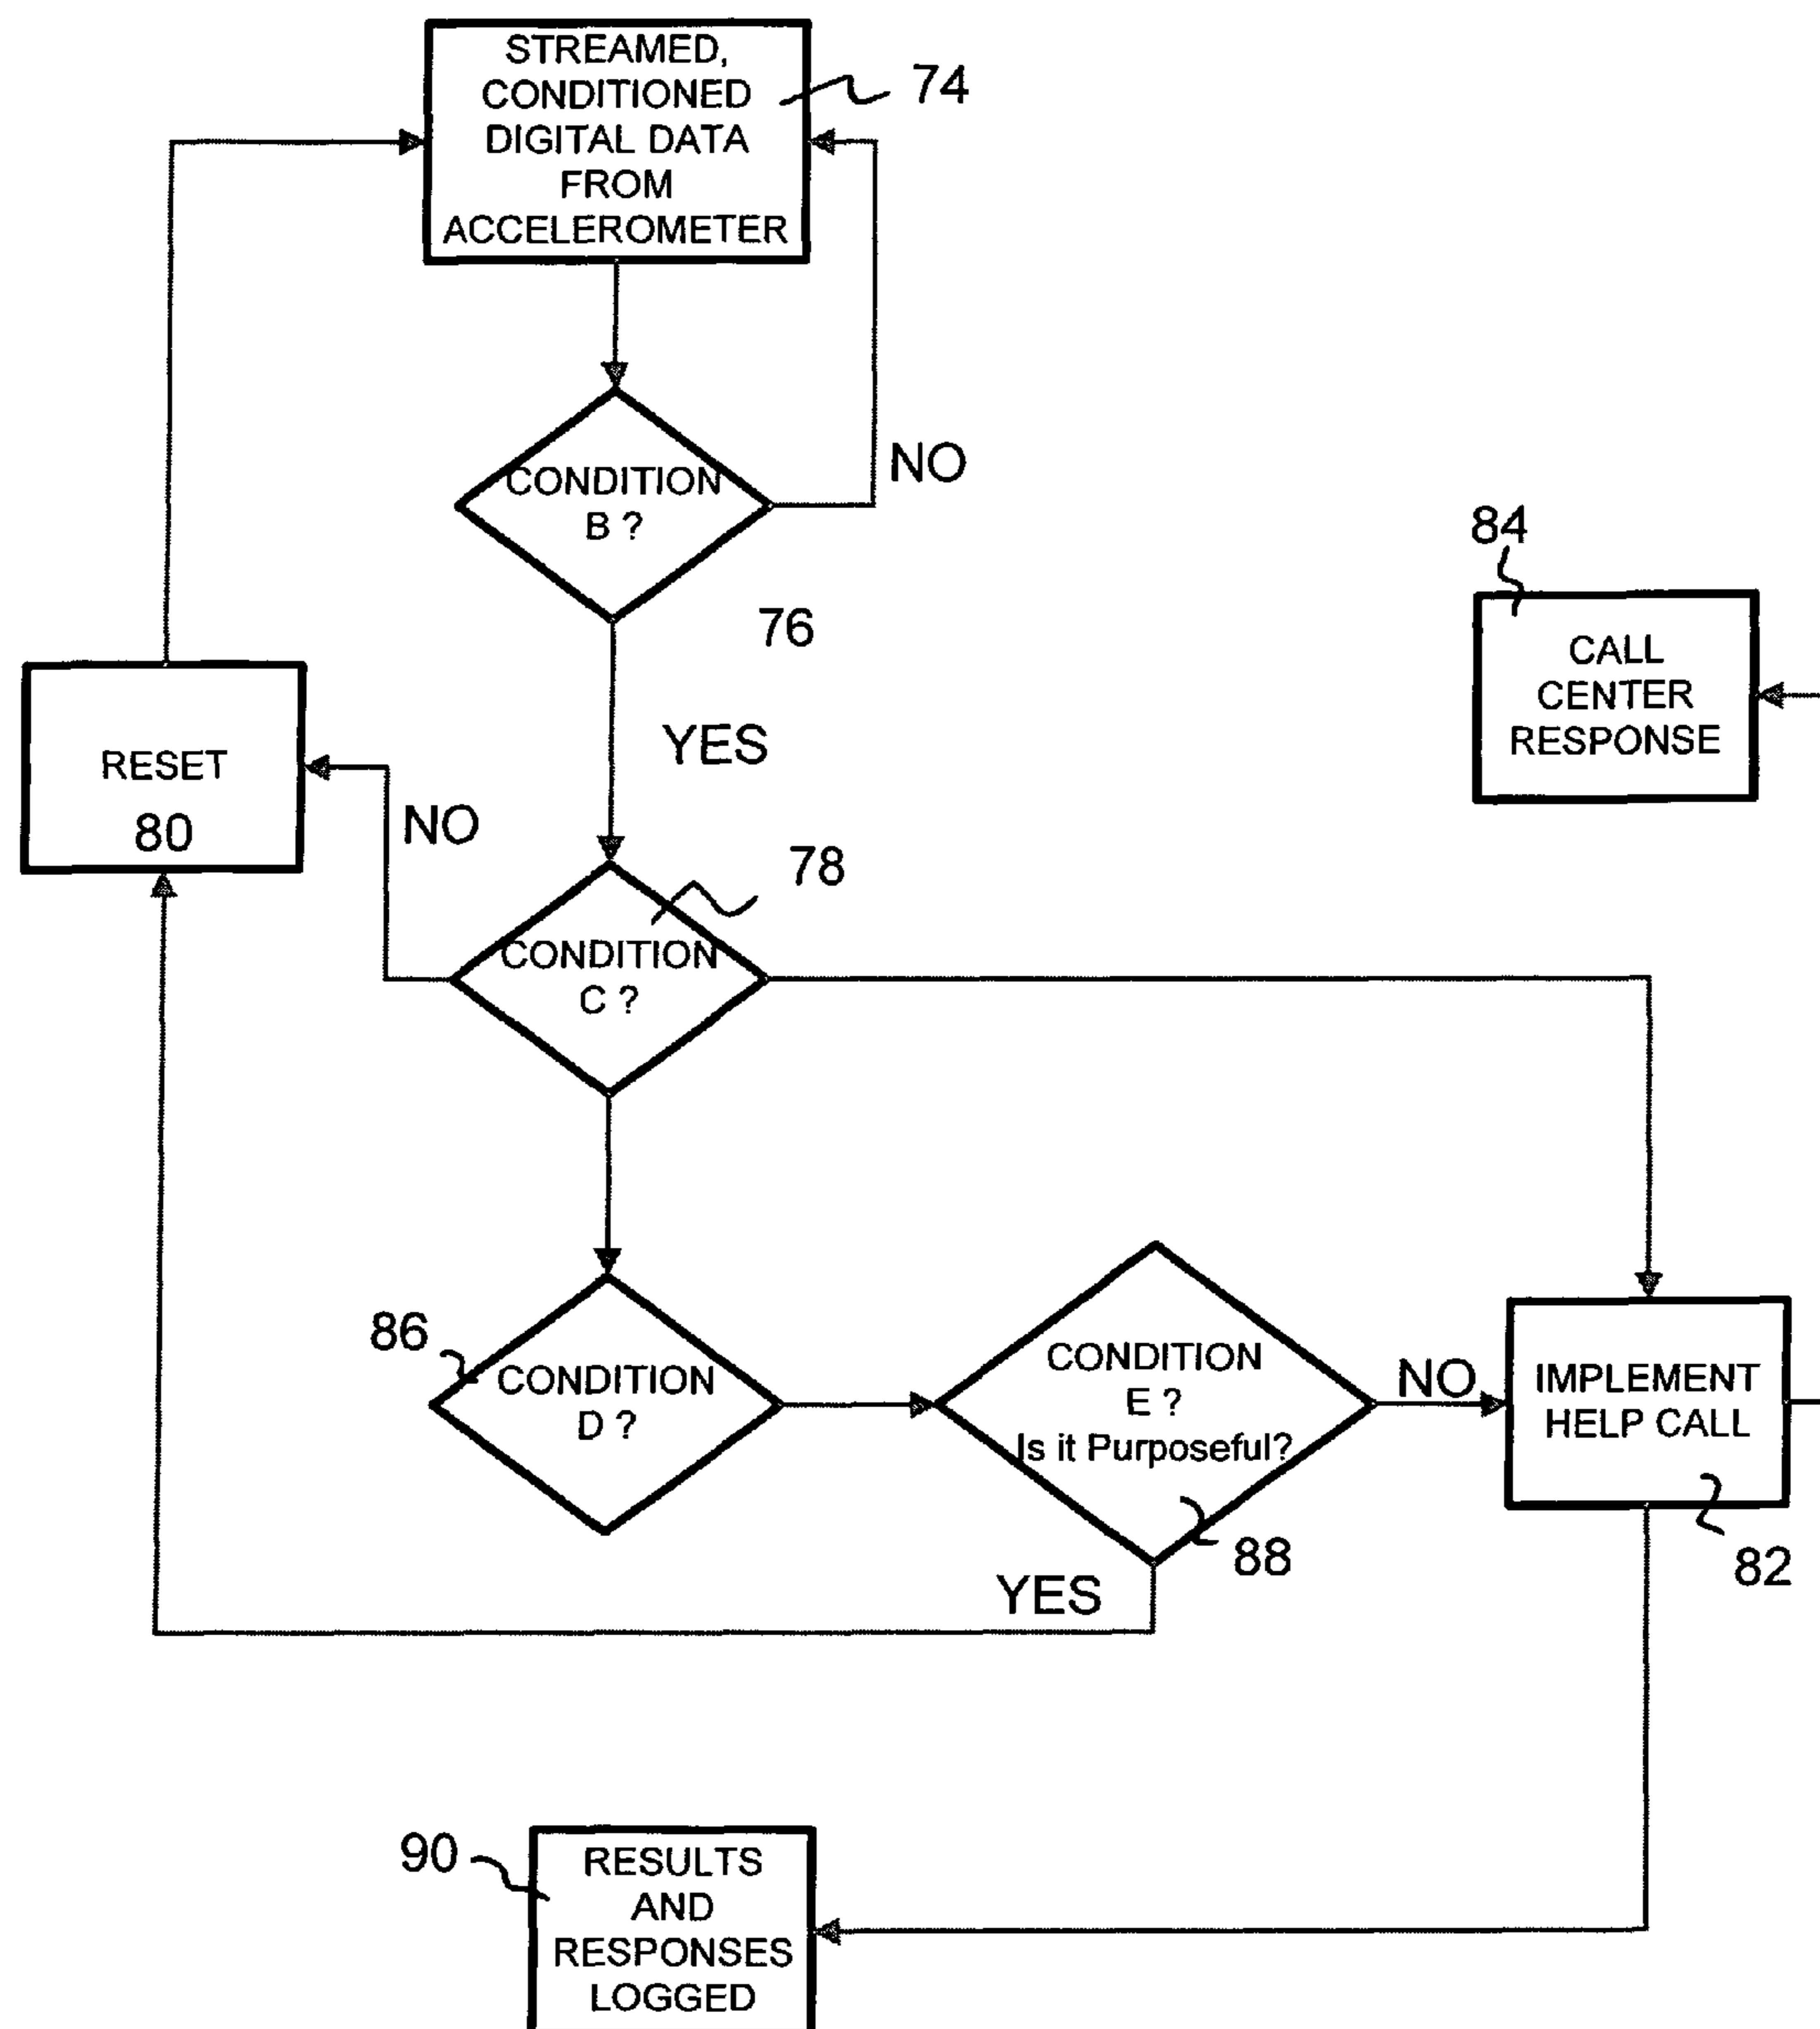 STREAMED,
CONDITIONED
DIGITAL DATA
FROM
ACCELEROMETER
74
CONDITION
B ?
NO
76
YES
84
CALL
CENTER
RESPONSE
RESET
80
NO
78
CONDITION
C ?
86
CONDITION
D ?
CONDITION
E ?
Is it Purposeful?
88
NO
YES
IMPLEMENT
HELP CALL
82
90
RESULTS
AND
RESPONSES
LOGGED